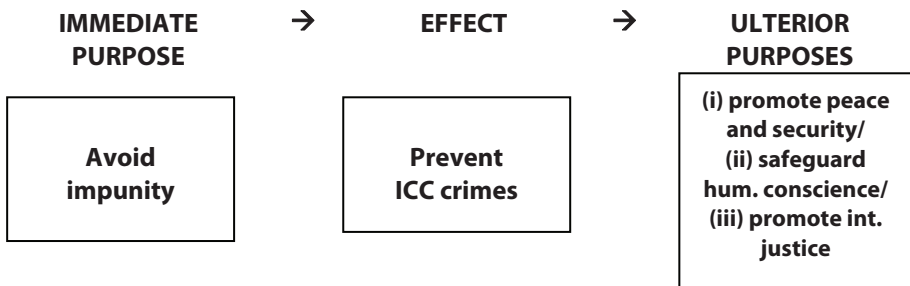 IMMEDIATE PURPOSE
→
EFFECT
→
ULTERIOR PURPOSES
Avoid
impunity
Prevent
ICC crimes
(i) promote peace
and security/
(ii) safeguard
hum. conscience/
(iii) promote int.
justice